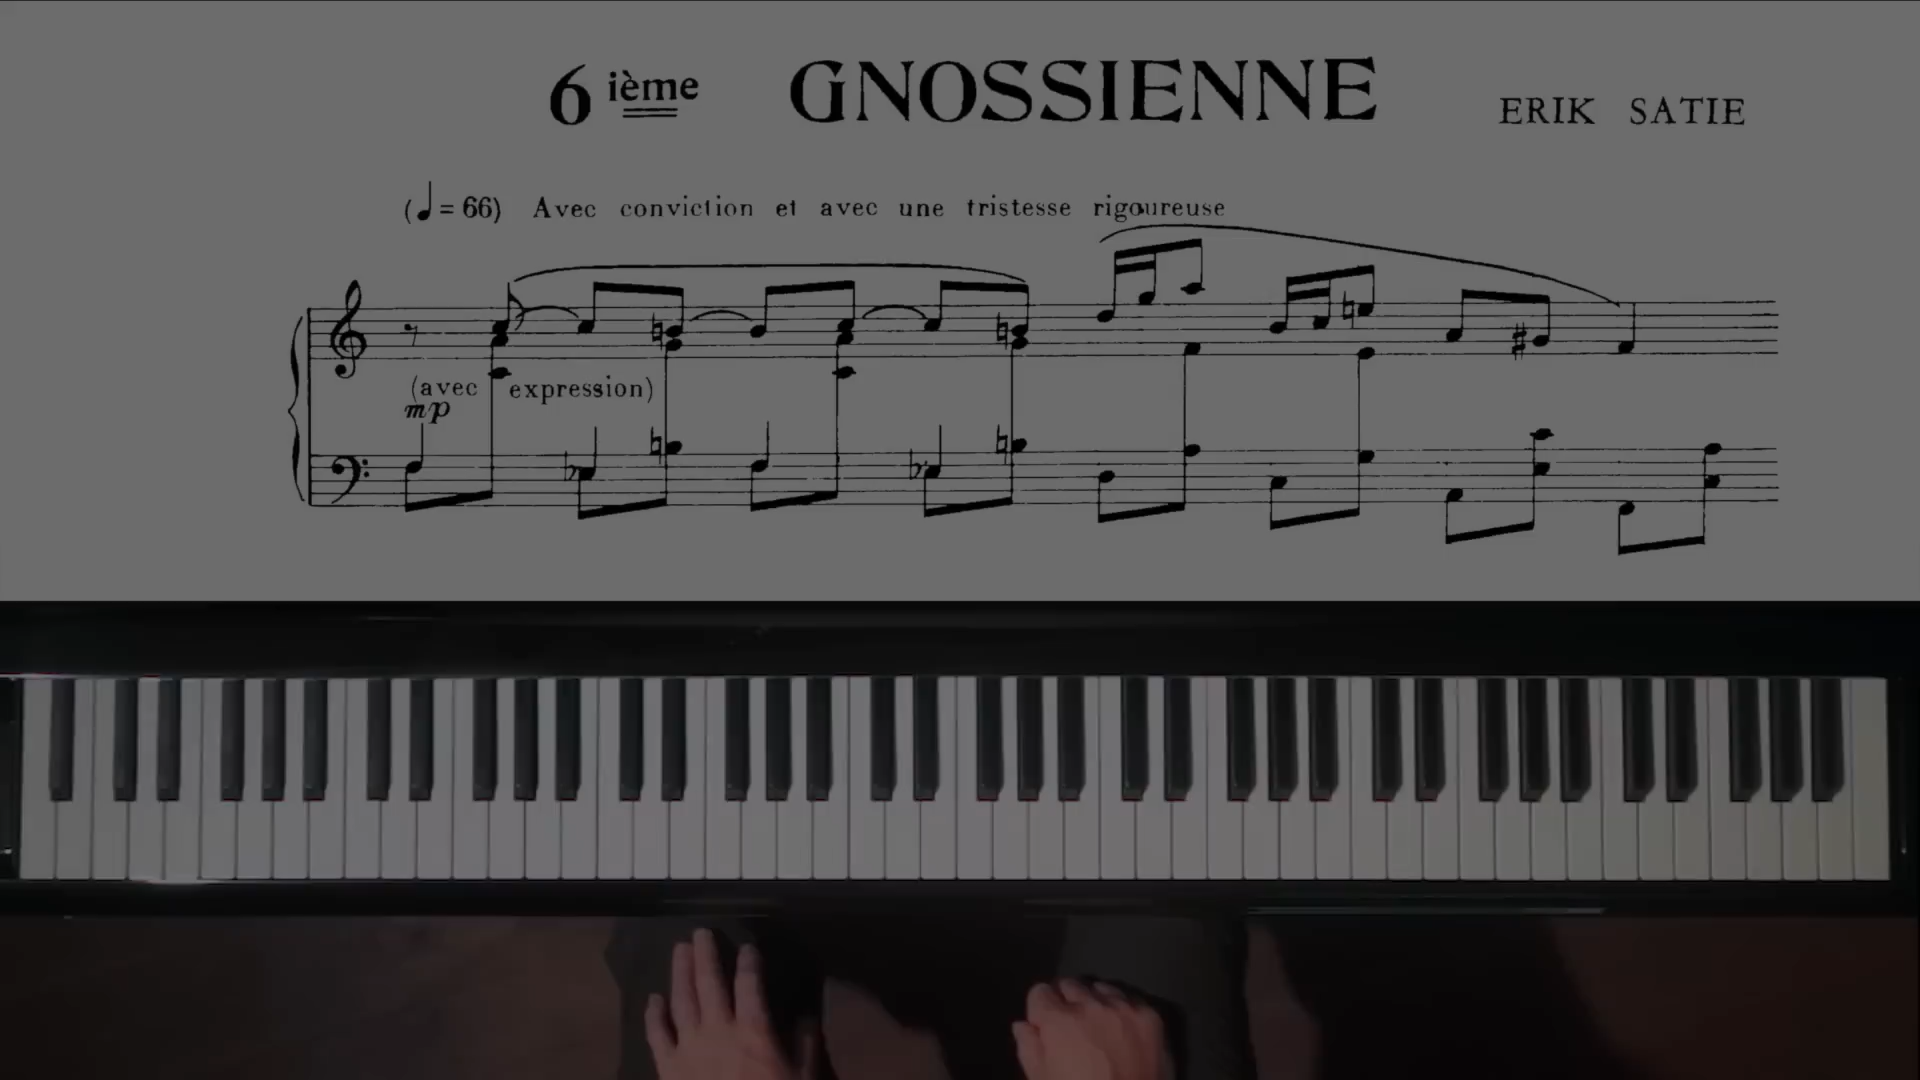 6 ième GNOSSIENNE
ERIK SATIE
(♩= 66) Avec conviction et avec une tristesse rigoureuse
(avec expression)
mp